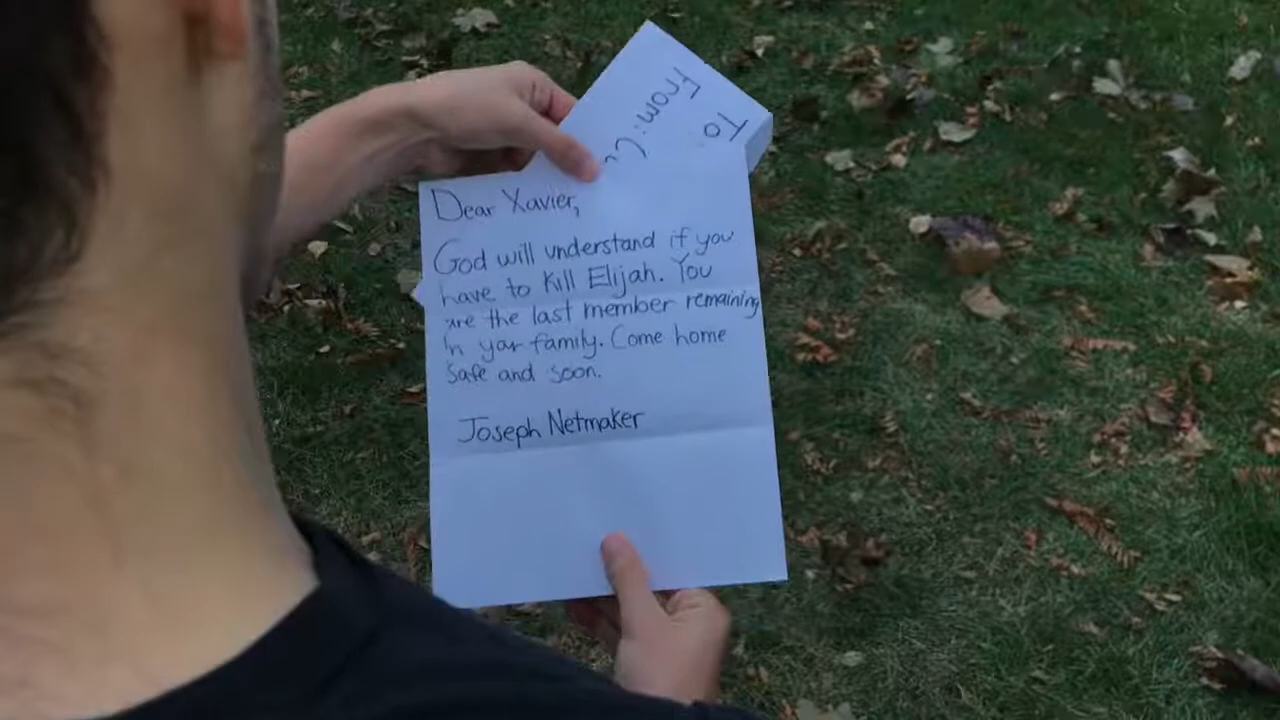 To:
From:
Dear Xavier,
God will understand if you
have to kill Elijah. You
are the last member remaining
in your family. Come home
safe and soon.
Joseph Netmaker